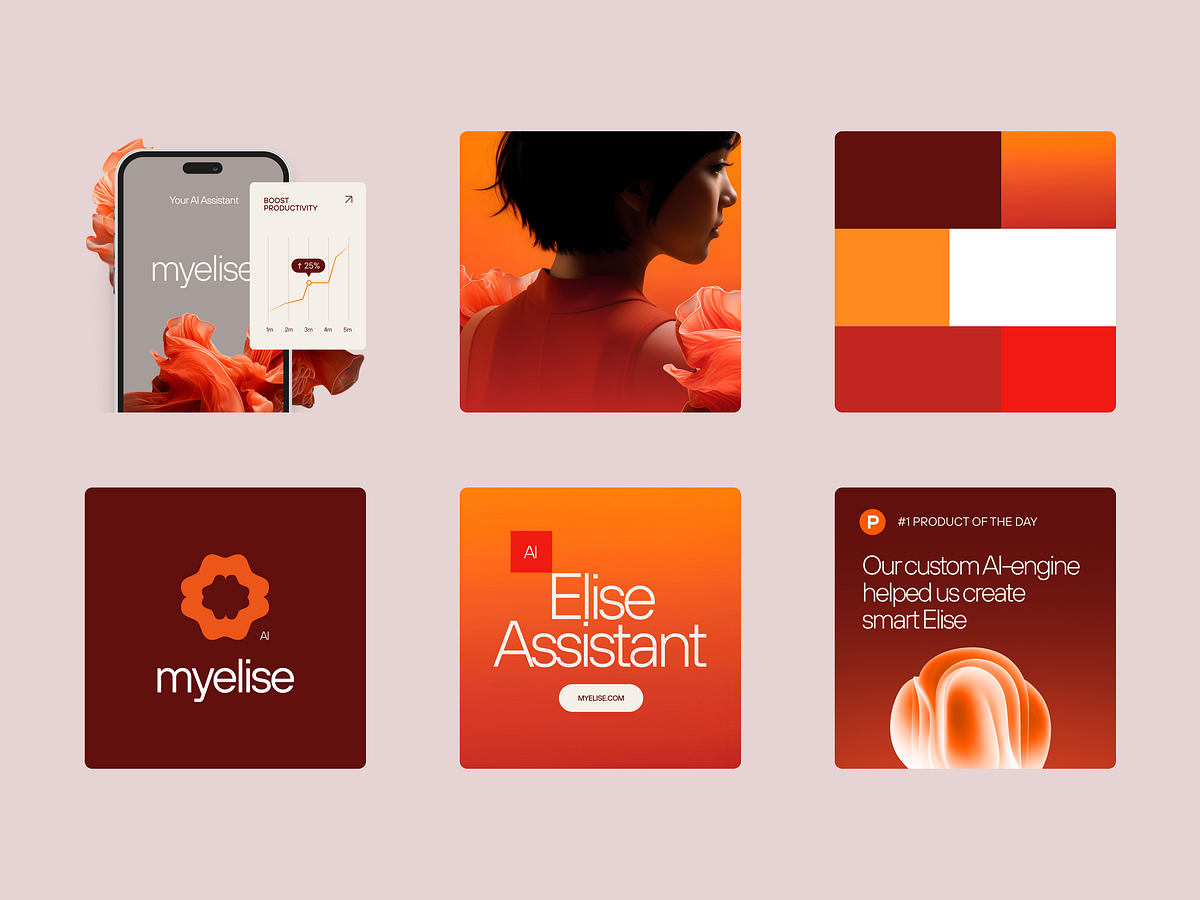 Your AI Assistant
myelise
BOOST
PRODUCTIVITY
↑ 25%
1m 2m 3m 4m 5m
AI
myelise
AI
Elise
Assistant
MYELISE.COM
P #1 PRODUCT OF THE DAY
Our custom AI-engine
helped us create
smart Elise